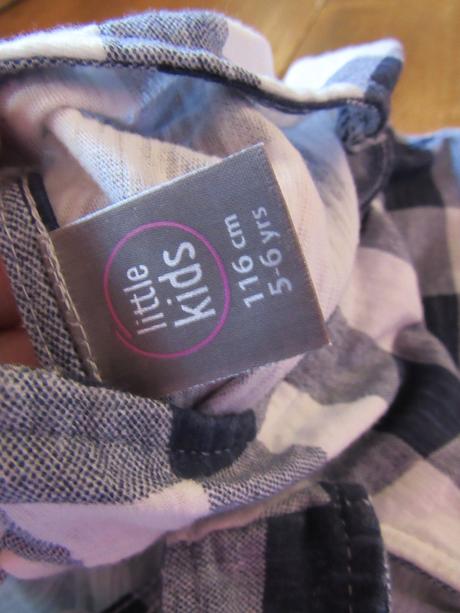 little
kids
116 cm
5-6 yrs